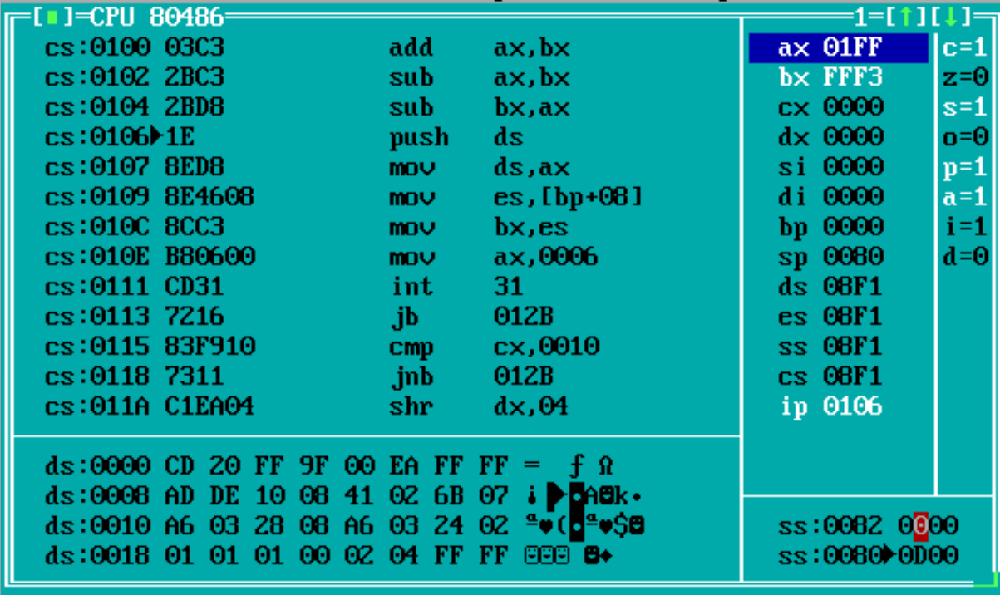 [■]=CPU 80486 1=[↑][↓]
cs:0100 03C3 add ax,bx
cs:0102 2BC3 sub ax,bx
cs:0104 2BD8 sub bx,ax
cs:0106►1E push ds
cs:0107 8ED8 mov ds,ax
cs:0109 8E4608 mov es,[bp+08]
cs:010C 8CC3 mov bx,es
cs:010E B80600 mov ax,0006
cs:0111 CD31 int 31
cs:0113 7216 jb 012B
cs:0115 83F910 cmp cx,0010
cs:0118 7311 jnb 012B
cs:011A C1EA04 shr dx,04
ax 01FF c=1
bx FFF3 z=0
cx 0000 s=1
dx 0000 o=0
si 0000 p=1
di 0000 a=1
bp 0000 i=1
sp 0080 d=0
ds 08F1
es 08F1
ss 08F1
cs 08F1
ip 0106
ds:0000 CD 20 FF 9F 00 EA FF FF = ƒ Ω
ds:0008 AD DE 10 08 41 02 6B 07 ¡ ▐►◘A☻k•
ds:0010 A6 03 28 08 A6 03 24 02 ª♥(◘ª♥$☻
ds:0018 01 01 01 00 02 04 FF FF ☺☺☺ ☻♦
ss:0082 0000
ss:0080►0D00